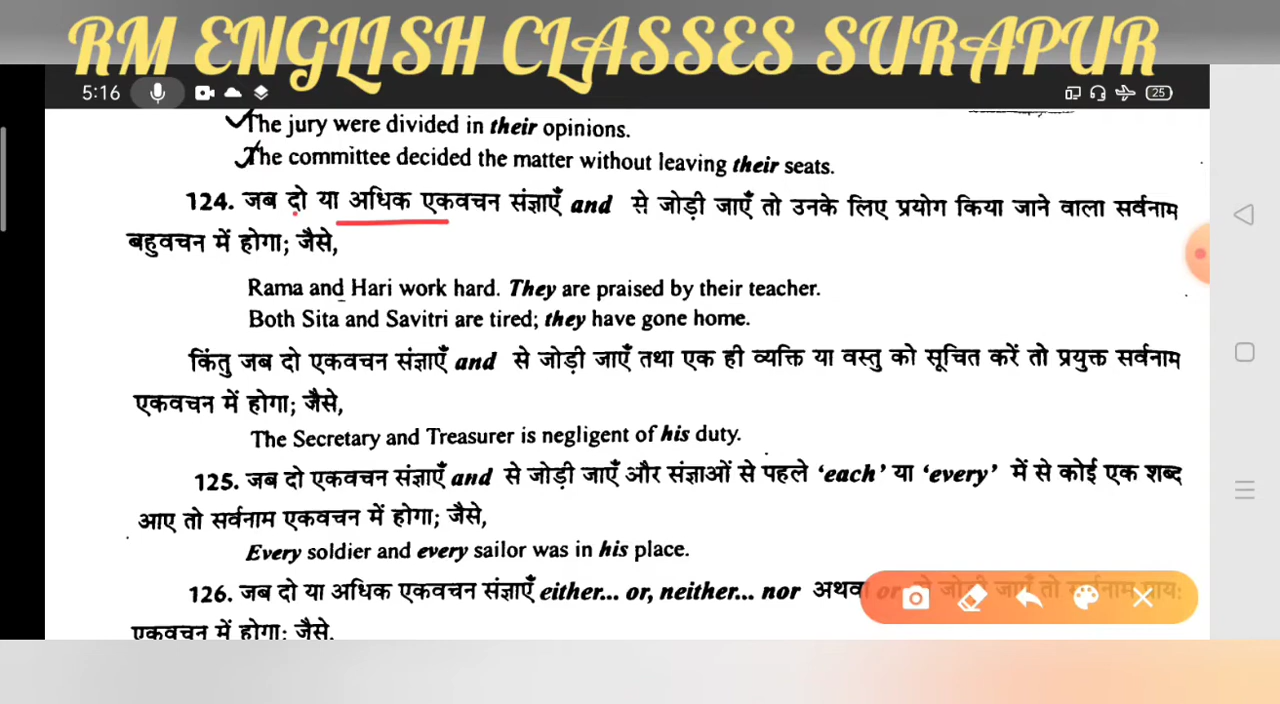 RM ENGLISH CLASSES SURAPUR
5:16
25
The jury were divided in their opinions.
The committee decided the matter without leaving their seats.
124. जब दो या अधिक एकवचन संज्ञाएँ and से जोड़ी जाएँ तो उनके लिए प्रयोग किया जाने वाला सर्वनाम
बहुवचन में होगा; जैसे,
Rama and Hari work hard. They are praised by their teacher.
Both Sita and Savitri are tired; they have gone home.
किंतु जब दो एकवचन संज्ञाएँ and से जोड़ी जाएँ तथा एक ही व्यक्ति या वस्तु को सूचित करें तो प्रयुक्त सर्वनाम
एकवचन में होगा; जैसे,
The Secretary and Treasurer is negligent of his duty.
125. जब दो एकवचन संज्ञाएँ and से जोड़ी जाएँ और संज्ञाओं से पहले ‘each’ या ‘every’ में से कोई एक शब्द
आए तो सर्वनाम एकवचन में होगा; जैसे,
Every soldier and every sailor was in his place.
126. जब दो या अधिक एकवचन संज्ञाएँ either... or, neither... nor अथवा or से जोड़ी जाएँ तो सर्वनाम प्राय:
एकवचन में होगा; जैसे,